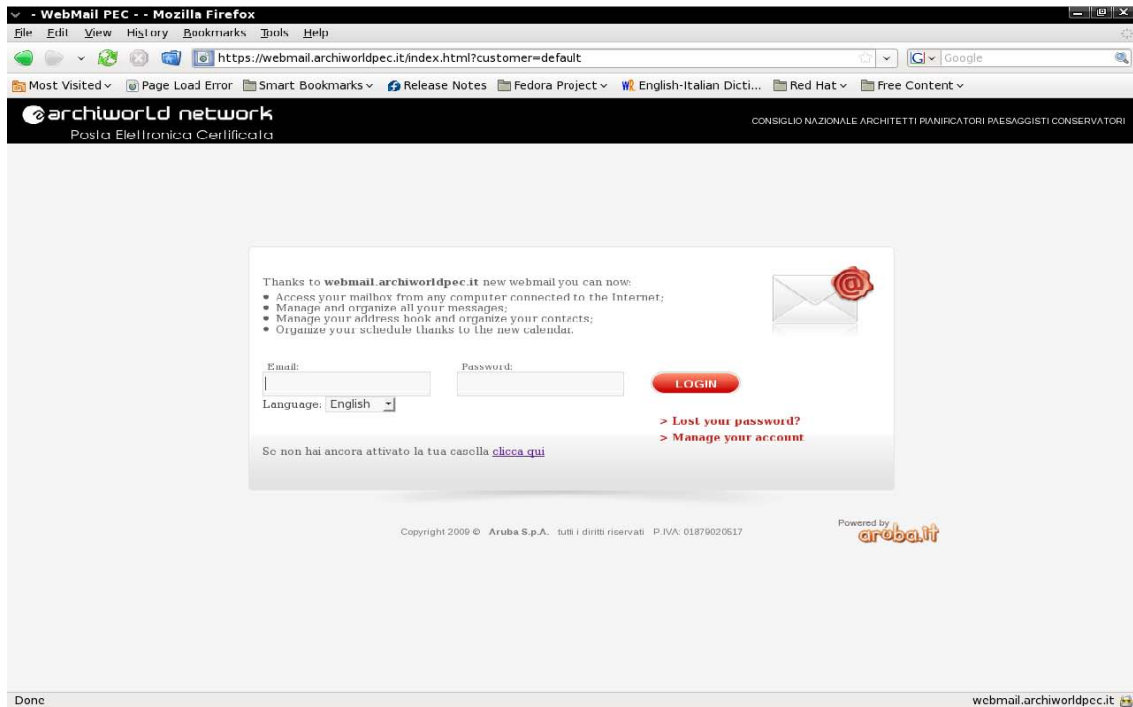 - WebMail PEC - - Mozilla Firefox
File Edit View History Bookmarks Tools Help
https://webmail.archiworldpec.it/index.html?customer=default Google
Most Visited Page Load Error Smart Bookmarks Release Notes Fedora Project English-Italian Dicti... Red Hat Free Content
archiworld network
Posta Elettronica Certificata
CONSIGLIO NAZIONALE ARCHITETTI PIANIFICATORI PAESAGGISTI CONSERVATORI
Thanks to webmail.archiworldpec.it new webmail you can now:
• Access your mailbox from any computer connected to the Internet;
• Manage and organize all your messages;
• Manage your address book and organize your contacts;
• Organize your schedule thanks to the new calendar.
Email: Password:
LOGIN
Language: English
> Lost your password?
> Manage your account
Se non hai ancora attivato la tua casella clicca qui
Copyright 2009 © Aruba S.p.A. tutti i diritti riservati P.IVA: 01879020517
Powered by
aruba.it
Done webmail.archiworldpec.it